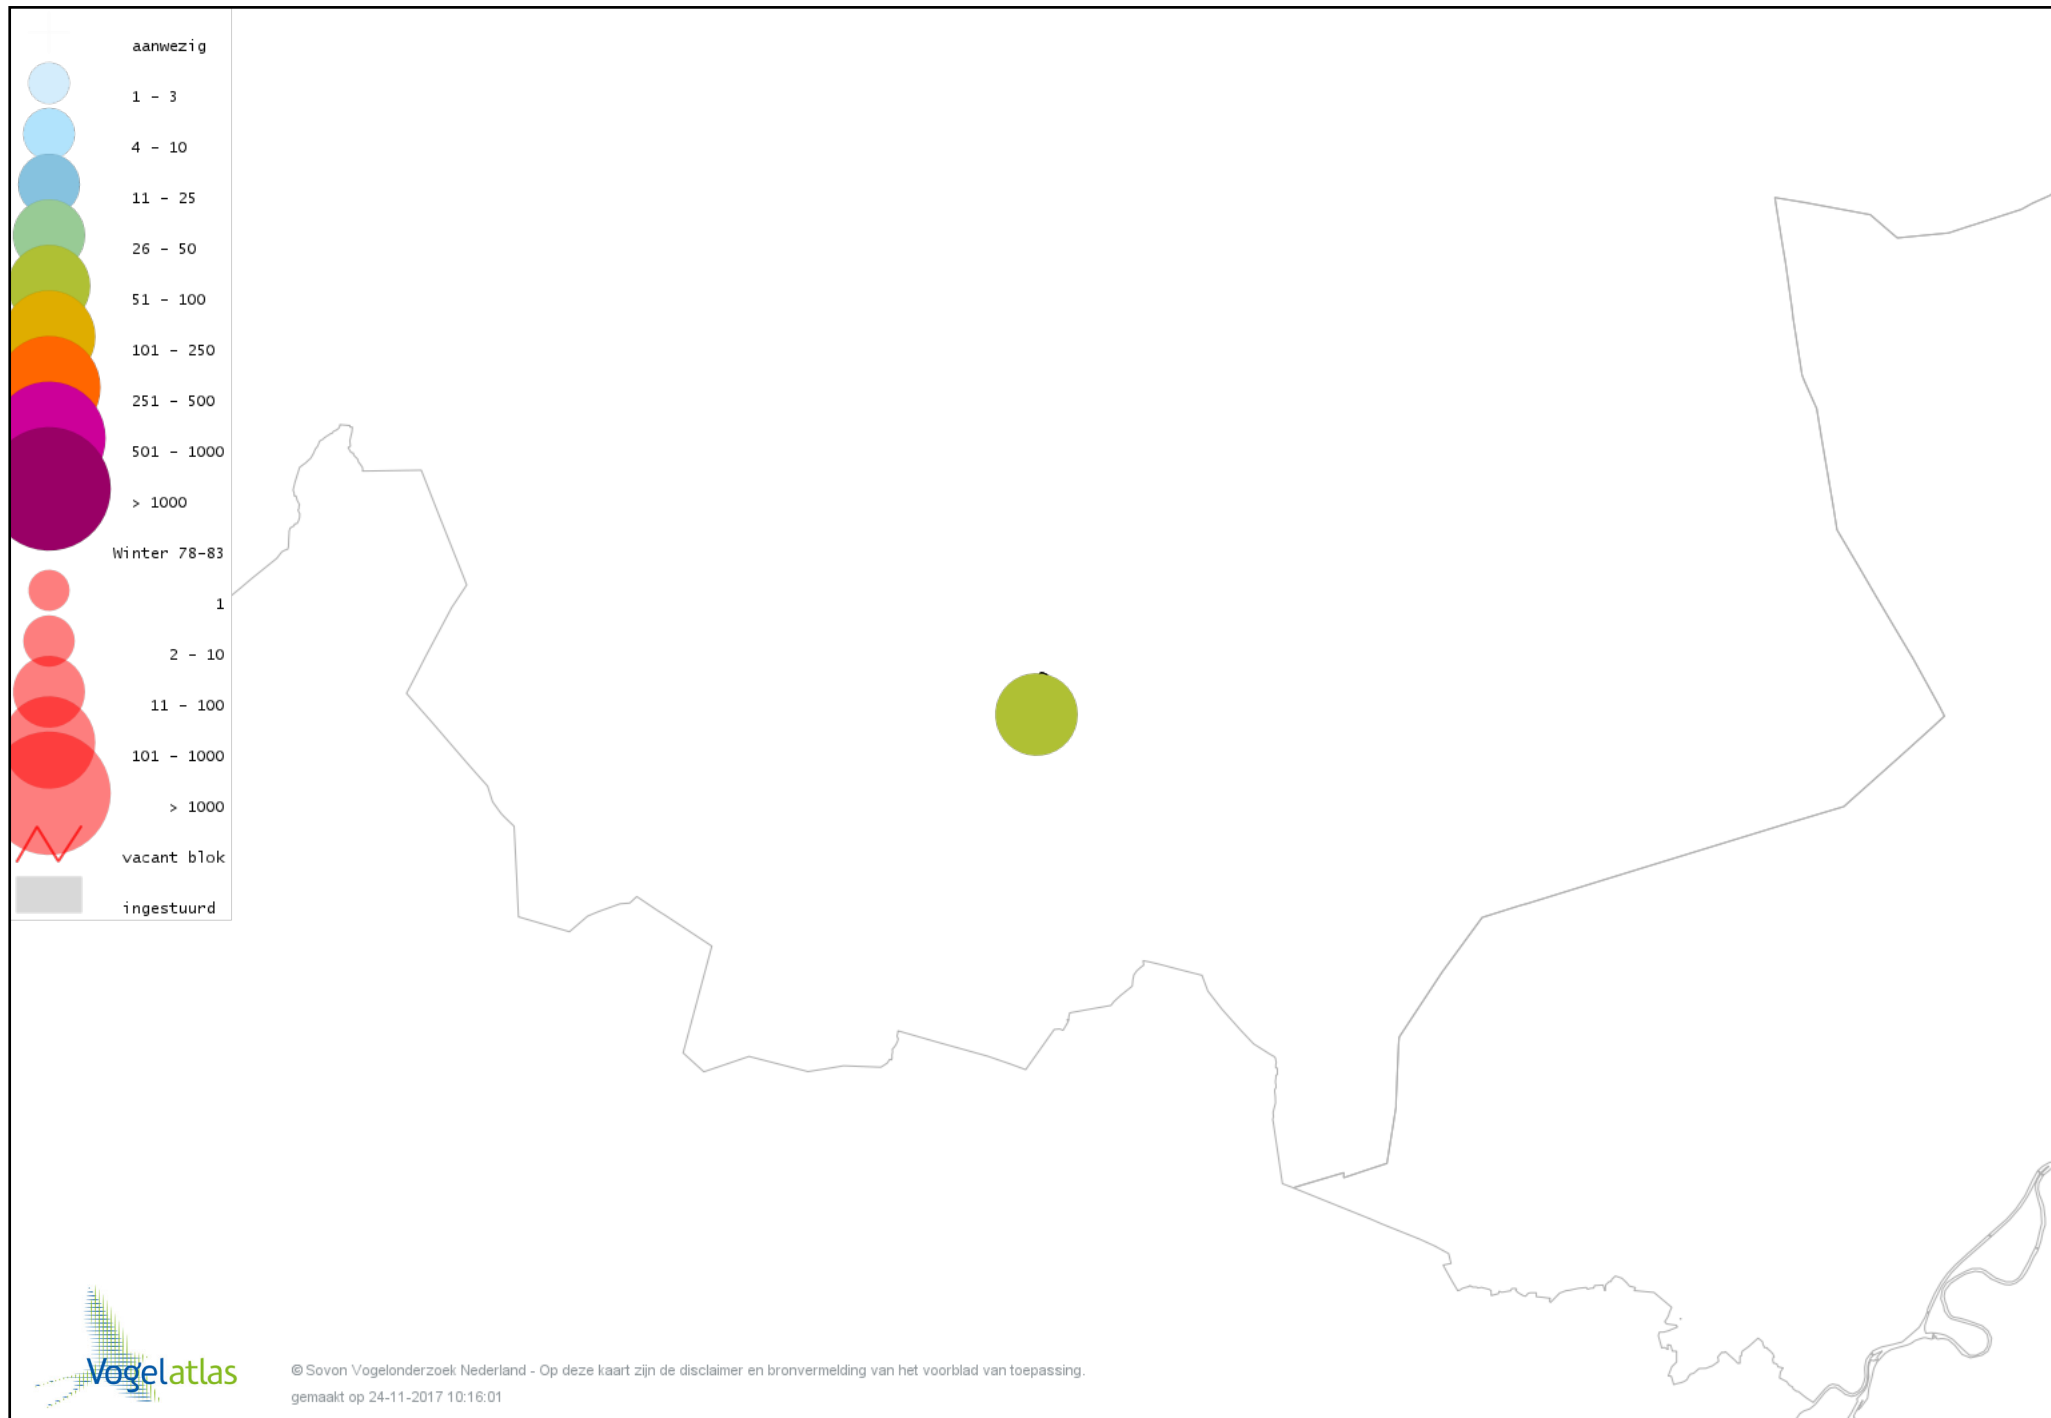 aanwezig
1 - 3
4 - 10
11 - 25
26 - 50
51 - 100
101 - 250
251 - 500
501 - 1000
> 1000
Winter 78-83
1
2 - 10
11 - 100
101 - 1000
> 1000
vacant blok
ingestuurd
Vogelatlas
© Sovon Vogelonderzoek Nederland - Op deze kaart zijn de disclaimer en bronvermelding van het voorblad van toepassing.
gemaakt op 24-11-2017 10:16:01